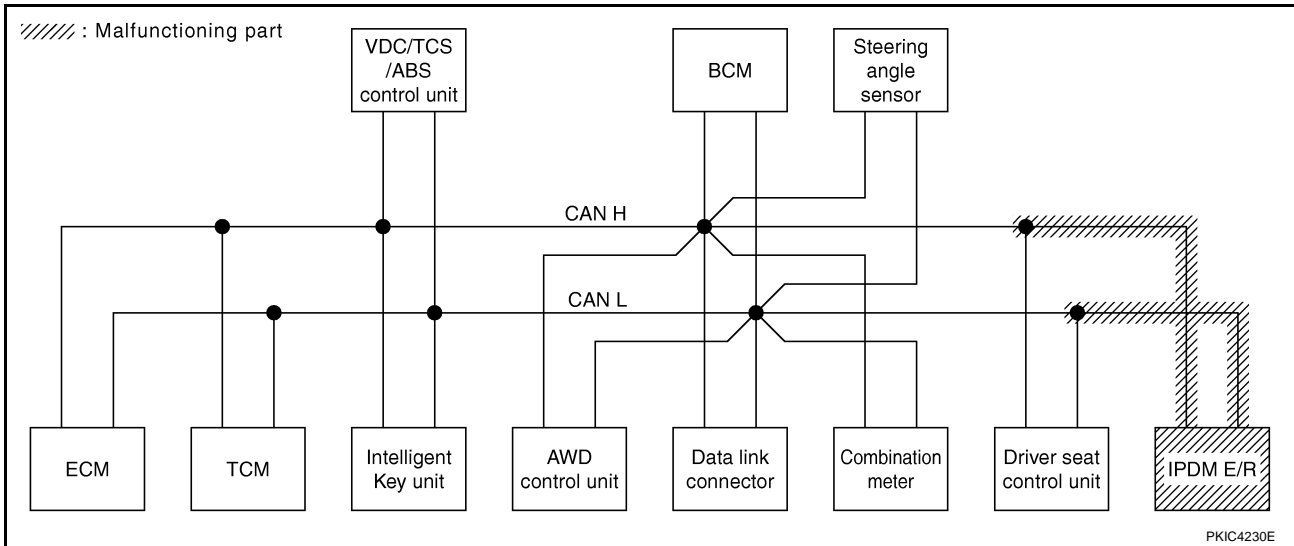 : Malfunctioning part
VDC/TCS
/ABS
control unit
BCM
Steering
angle
sensor
CAN H
CAN L
ECM
TCM
Intelligent
Key unit
AWD
control unit
Data link
connector
Combination
meter
Driver seat
control unit
IPDM E/R
PKIC4230E